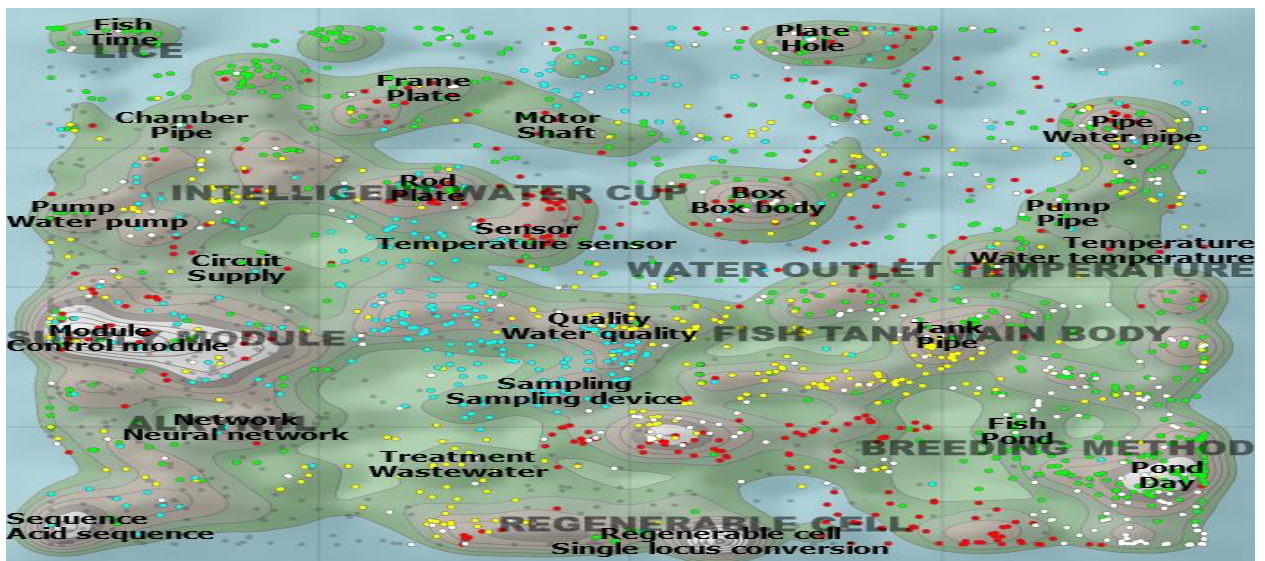 Fish
Time
LICE
Plate
Hole
Frame
Plate
Chamber
Pipe
Motor
Shaft
Pipe
Water pipe
INTELLIGENT WATER CUP
Rod
Plate
Box
Box body
Pump
Water pump
Pump
Pipe
Sensor
Temperature sensor
Temperature
Water temperature
Circuit
Supply
WATER OUTLET TEMPERATURE
Module
Control module
MODULE
Quality
Water quality
FISH TANK MAIN BODY
Tank
Pipe
Sampling
Sampling device
Network
Neural network
Fish
Pond
BREEDING METHOD
Treatment
Wastewater
Pond
Day
Sequence
Acid sequence
REGENERABLE CELL
Regenerable cell
Single locus conversion